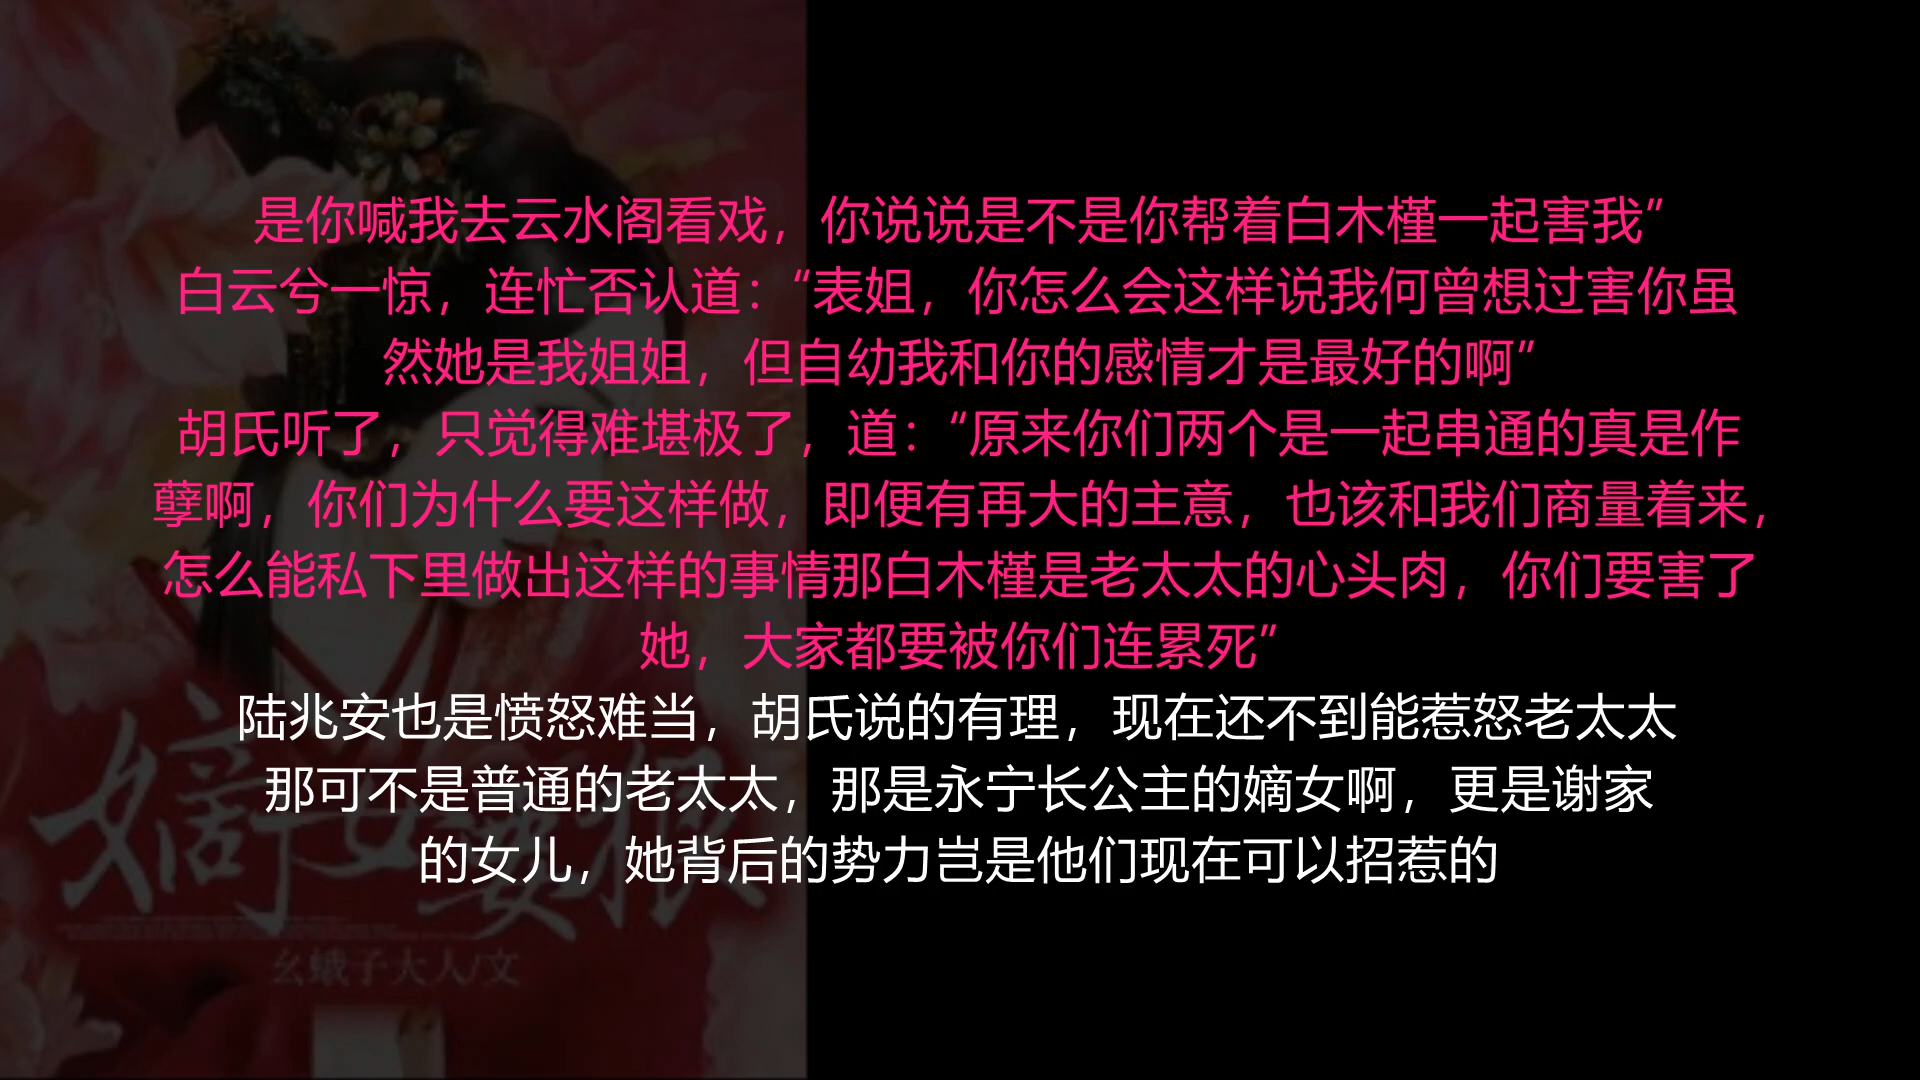 是你喊我去云水阁看戏，你说说是不是你帮着白木槿一起害我”
白云兮一惊，连忙否认道：“表姐，你怎么会这样说我何曾想过害你虽
然她是我姐姐，但自幼我和你的感情才是最好的啊”
胡氏听了，只觉得难堪极了，道：“原来你们两个是一起串通的真是作
孽啊，你们为什么要这样做，即便有再大的主意，也该和我们商量着来，
怎么能私下里做出这样的事情那白木槿是老太太的心头肉，你们要害了
她，大家都要被你们连累死”
陆兆安也是愤怒难当，胡氏说的有理，现在还不到能惹怒老太太
那可不是普通的老太太，那是永宁长公主的嫡女啊，更是谢家
的女儿，她背后的势力岂是他们现在可以招惹的
嫡女要狠
幺蛾子大人/文